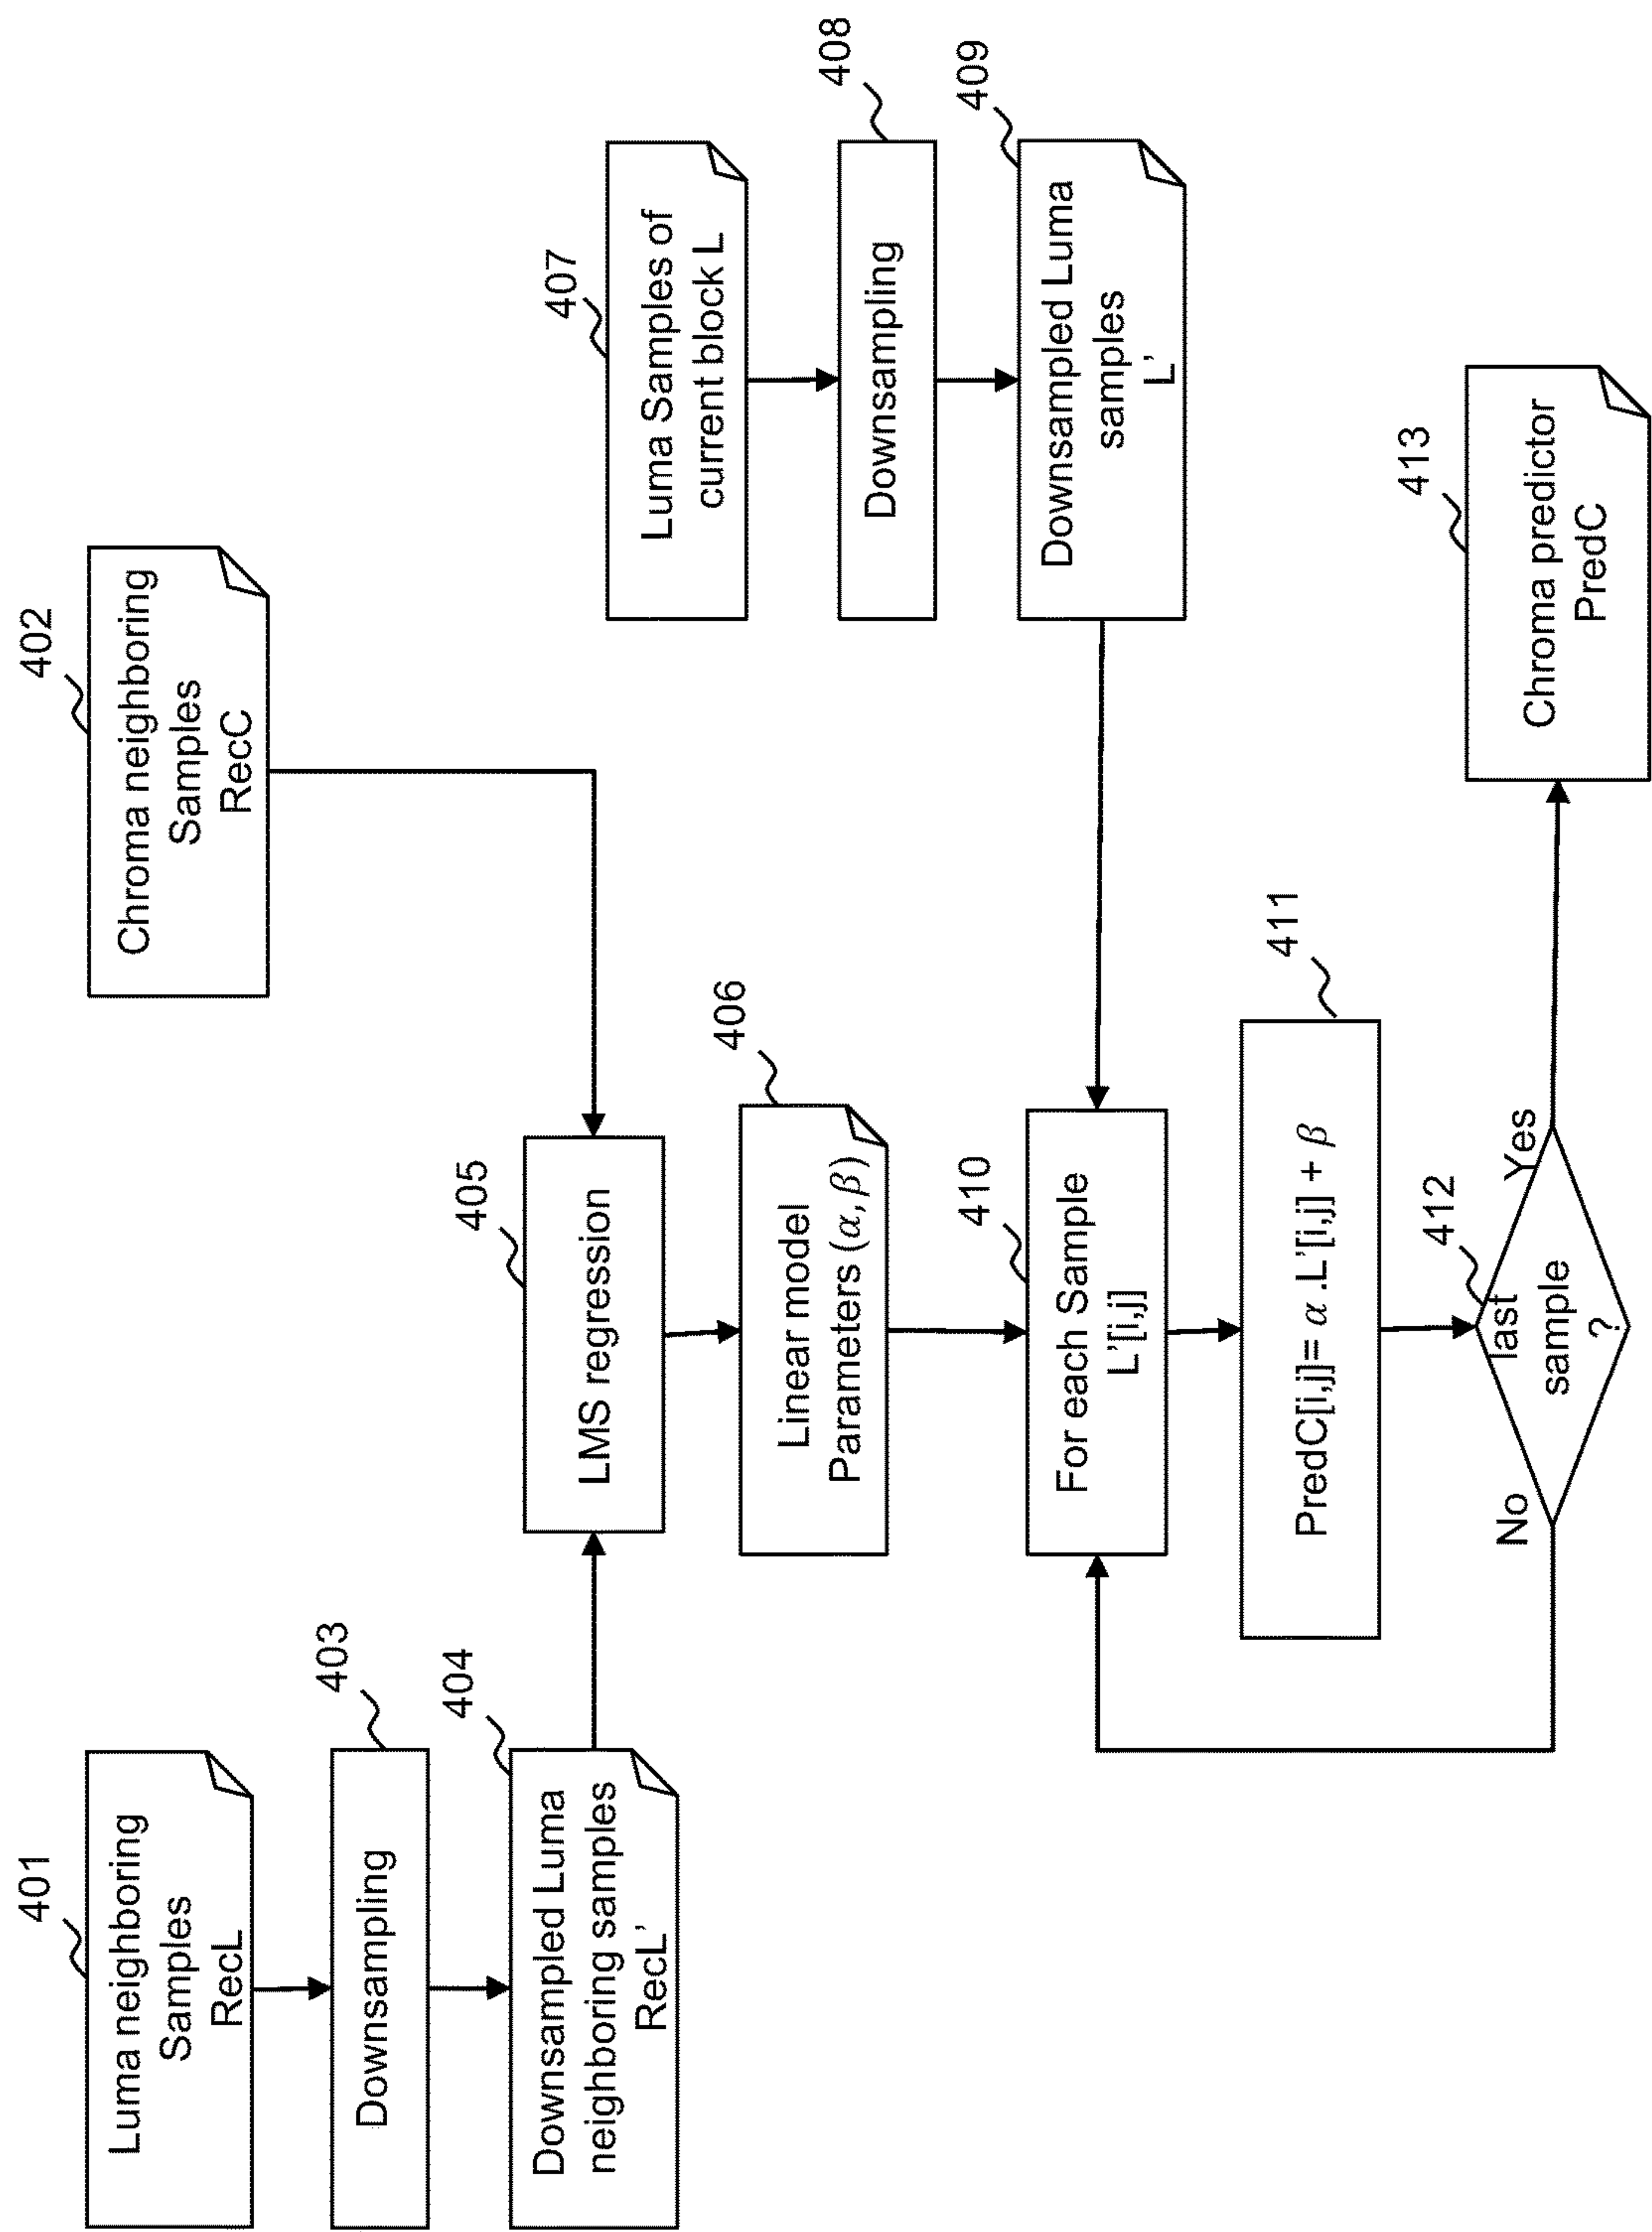 401
Luma neighboring
Samples
RecL
402
Chroma neighboring
Samples
RecC
403
Downsampling
404
Downsampled Luma
neighboring samples
RecL’
405
LMS regression
406
Linear model
Parameters (α, β)
407
Luma Samples of
current block L
408
Downsampling
409
Downsampled Luma
samples
L’
410
For each Sample
L’[i,j]
411
PredC[i,j]= α .L’[i,j] + β
412
last
sample
?
No
Yes
413
Chroma predictor
PredC